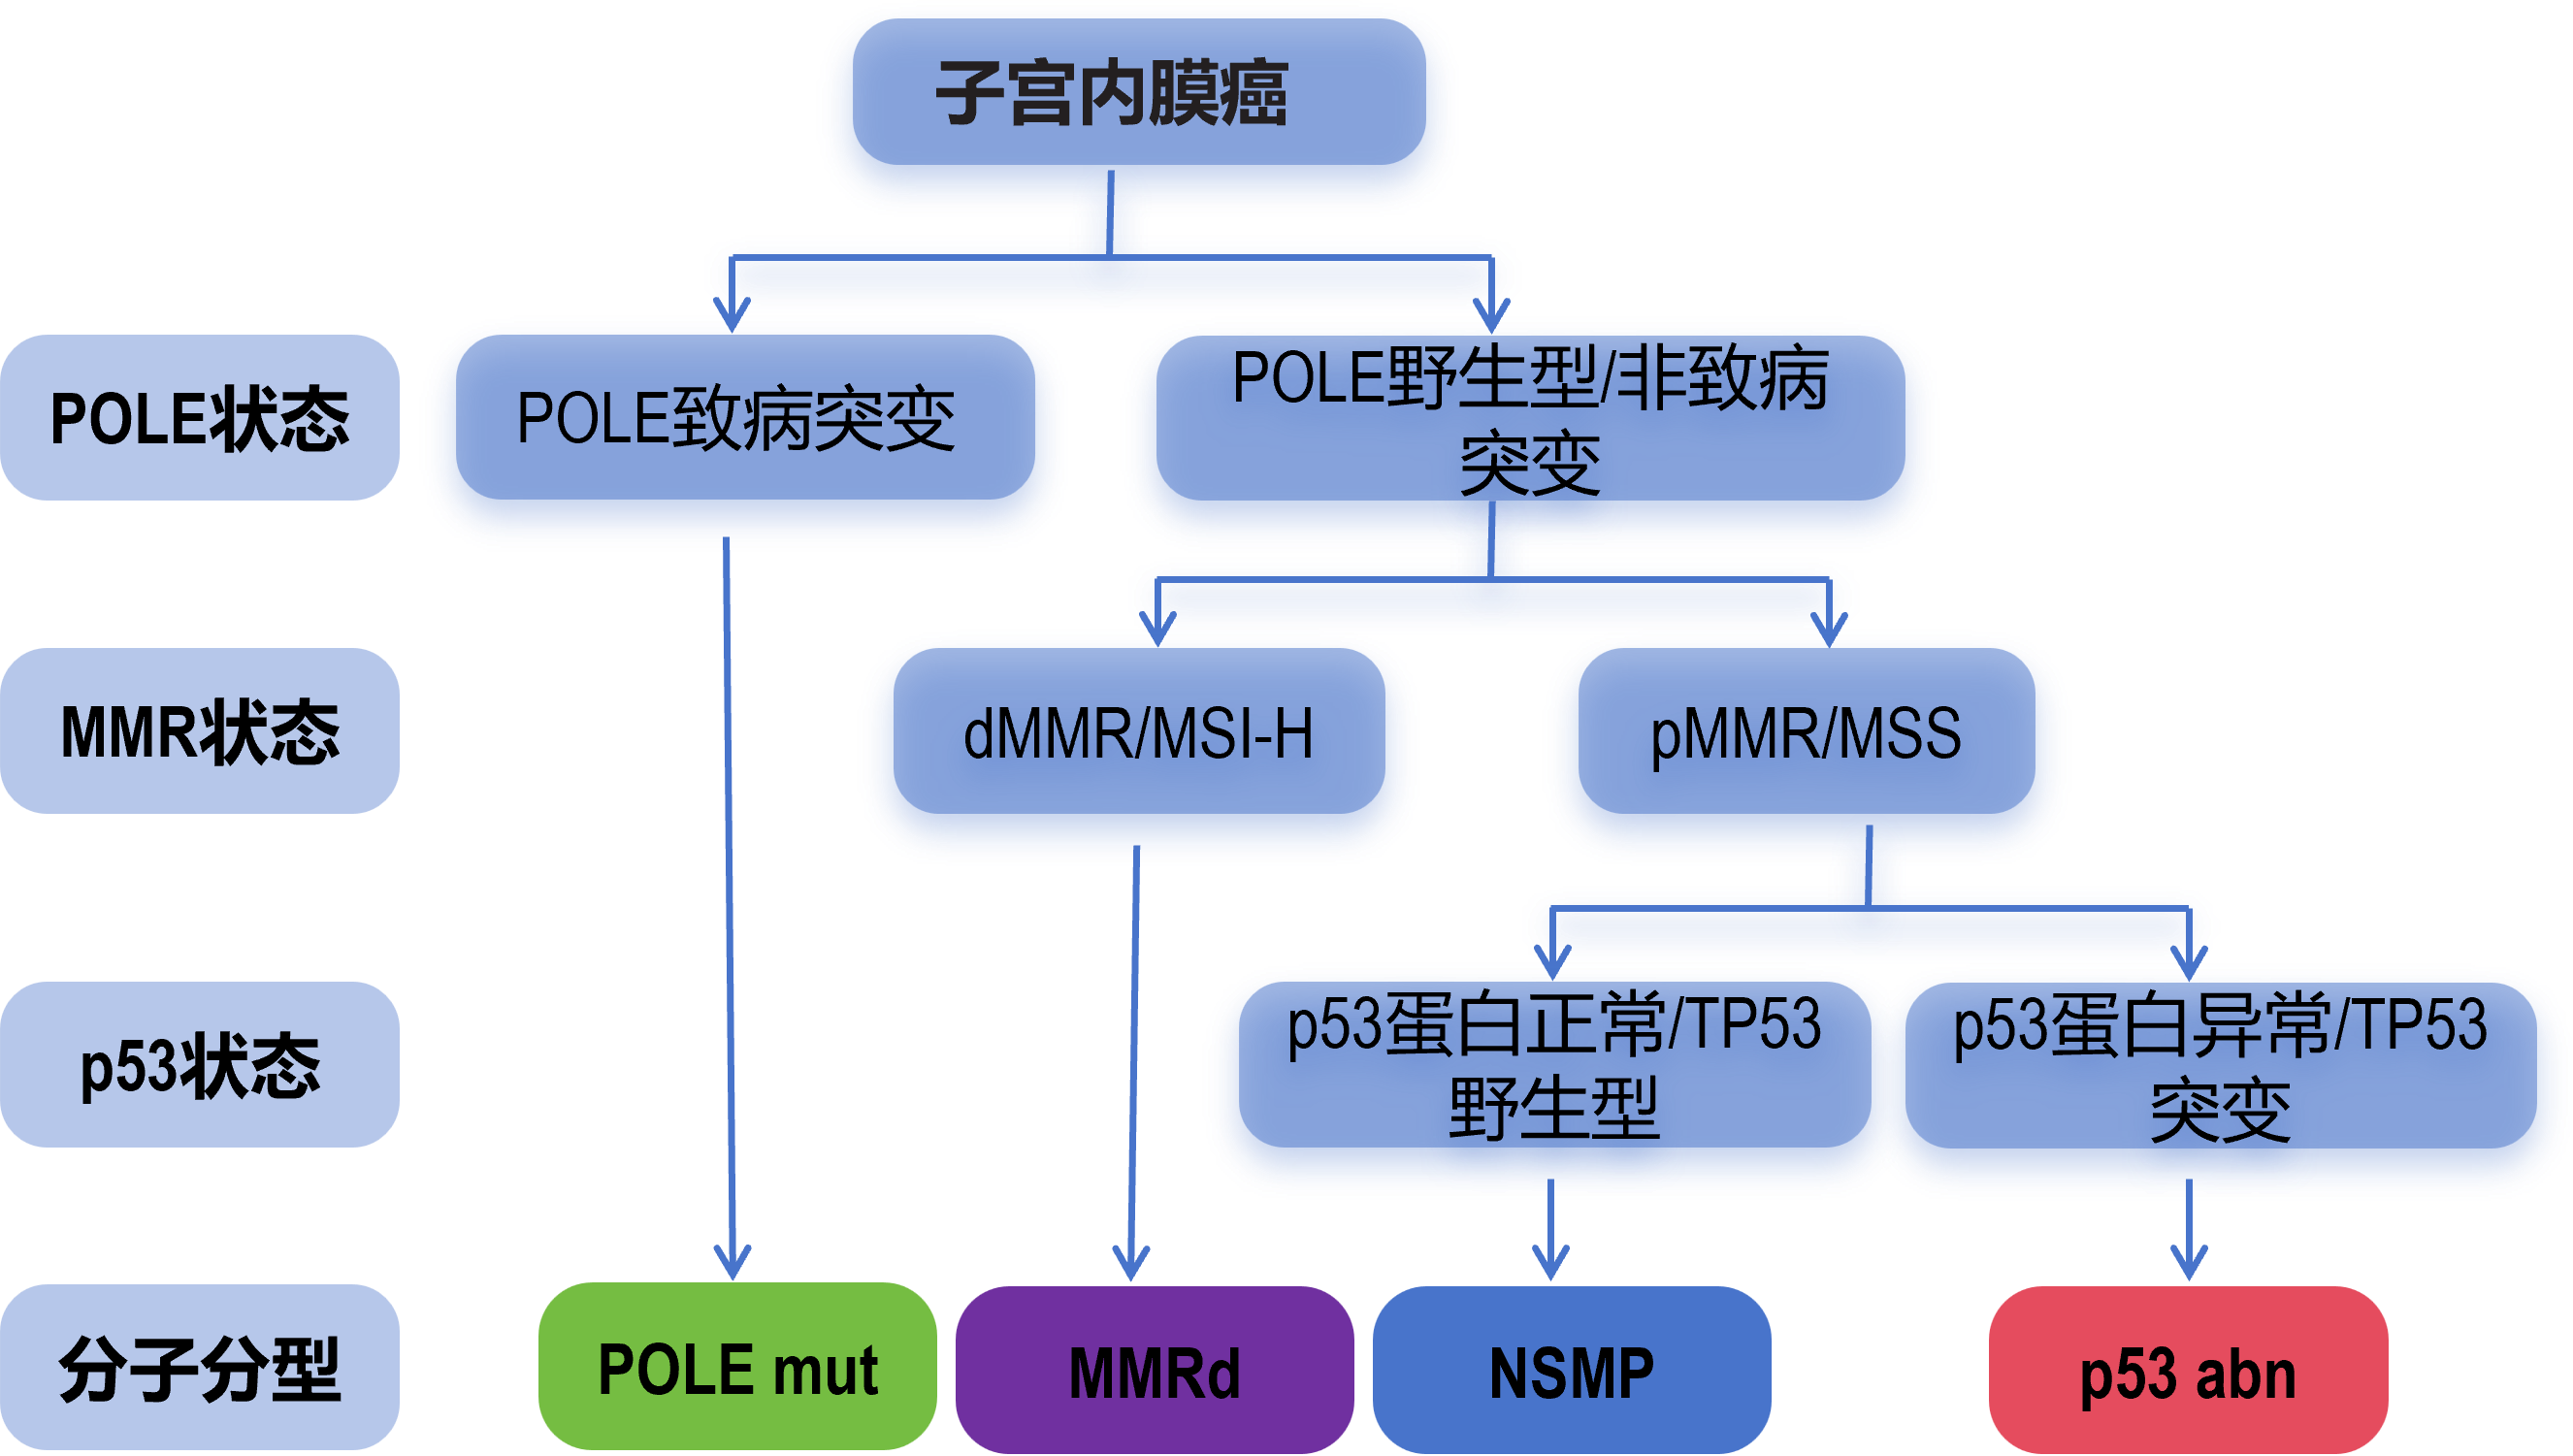 子宫内膜癌
POLE状态
POLE致病突变
POLE野生型/非致病
突变
MMR状态
dMMR/MSI-H
pMMR/MSS
p53状态
p53蛋白正常/TP53
野生型
p53蛋白异常/TP53
突变
分子分型
POLE mut
MMRd
NSMP
p53 abn